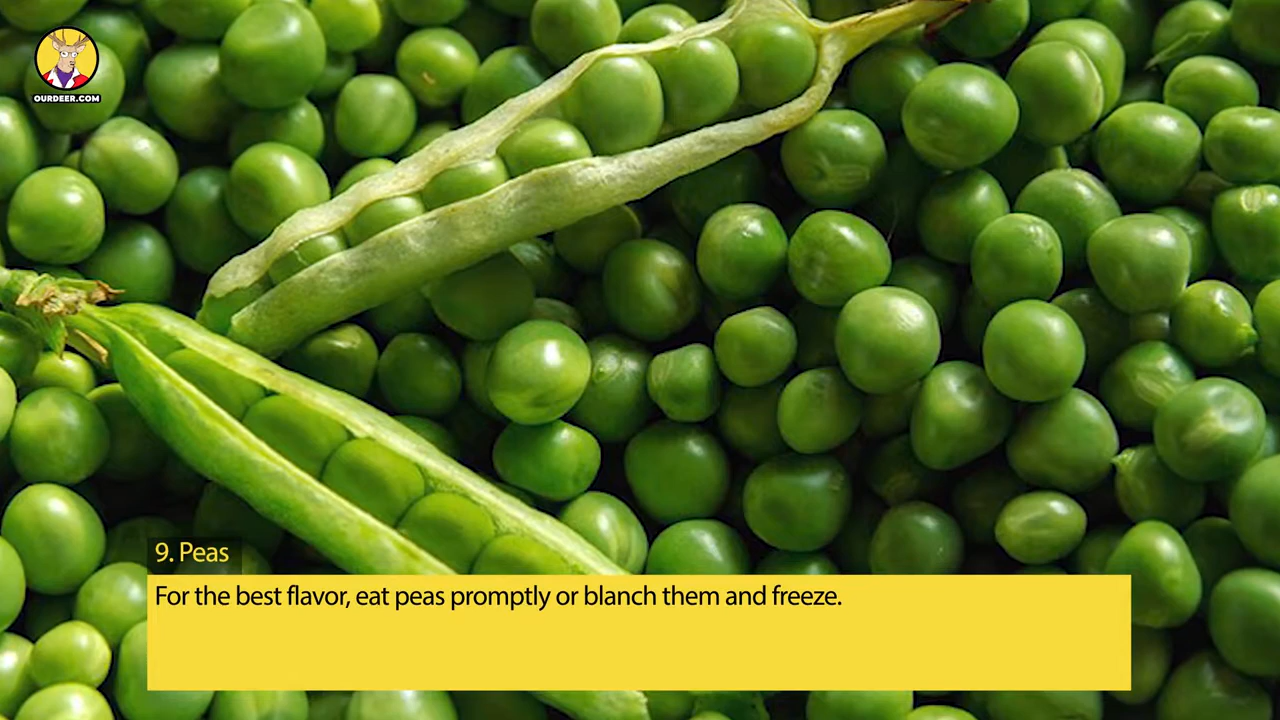 OURDEER.COM
9. Peas
For the best flavor, eat peas promptly or blanch them and freeze.